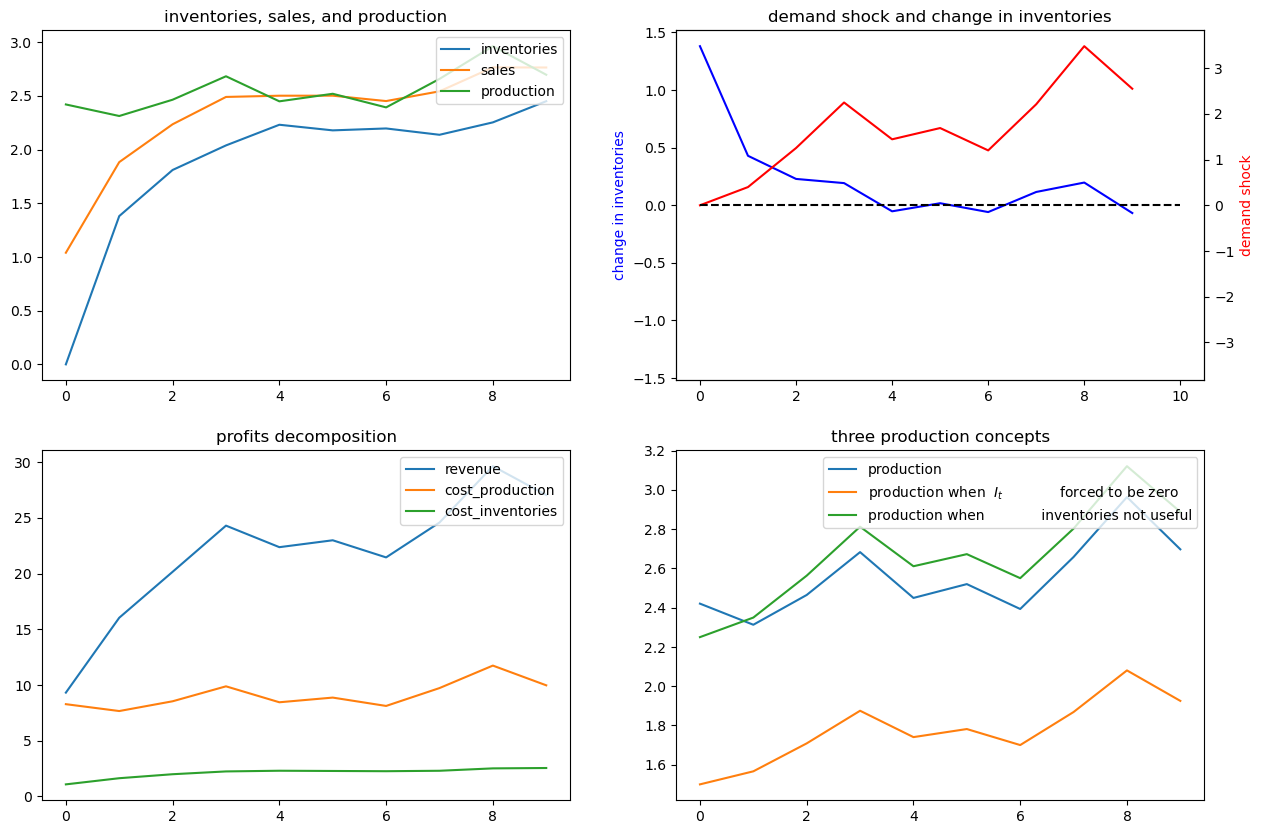 inventories, sales, and production
3.0
2.5
2.0
1.5
1.0
0.5
0.0
inventories
sales
production
0 2 4 6 8
demand shock and change in inventories
change in inventories
1.5
1.0
0.5
0.0
−0.5
−1.0
−1.5
3
2
1
0
−1
−2
−3
demand shock
0 2 4 6 8 10
profits decomposition
30
25
20
15
10
5
0
revenue
cost_production
cost_inventories
0 2 4 6 8
three production concepts
3.2
3.0
2.8
2.6
2.4
2.2
2.0
1.8
1.6
production
production when I_t forced to be zero
production when inventories not useful
0 2 4 6 8